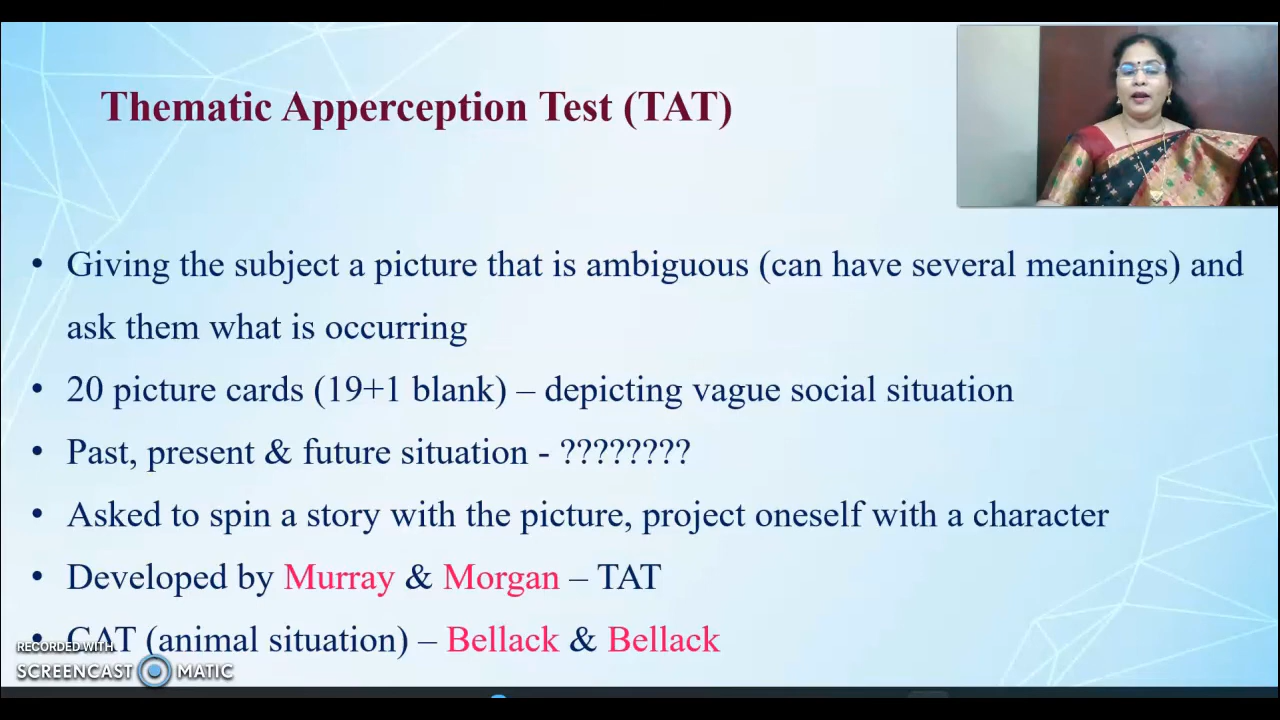 Thematic Apperception Test (TAT)
• Giving the subject a picture that is ambiguous (can have several meanings) and
ask them what is occurring
• 20 picture cards (19+1 blank) – depicting vague social situation
• Past, present & future situation - ????????
• Asked to spin a story with the picture, project oneself with a character
• Developed by Murray & Morgan – TAT
• CAT (animal situation) – Bellack & Bellack
RECORDED WITH
SCREENCAST MATIC